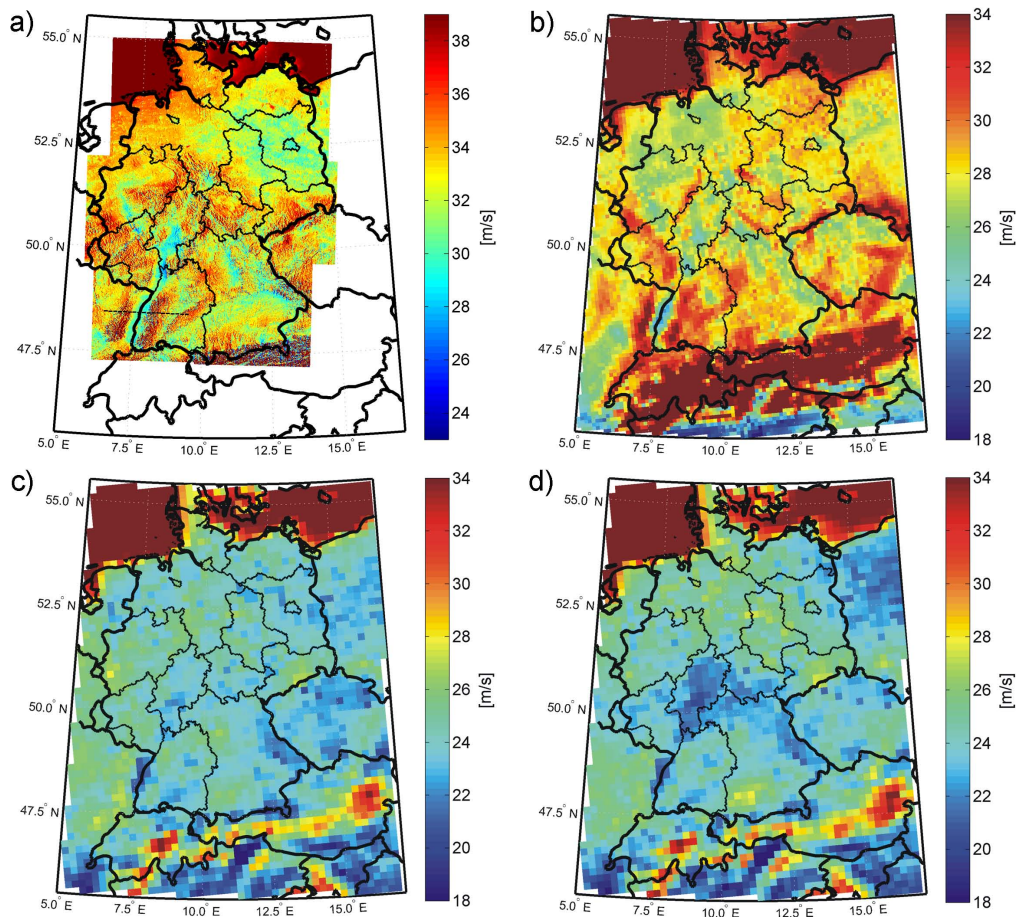 a)
55.0° N
52.5° N
50.0° N
47.5° N
5.0° E
7.5° E
10.0° E
12.5° E
15.0° E
38
36
34
32
30
28
26
24
[m/s]
b)
55.0° N
52.5° N
50.0° N
47.5° N
5.0° E
7.5° E
10.0° E
12.5° E
15.0° E
34
32
30
28
26
24
22
20
18
[m/s]
c)
55.0° N
52.5° N
50.0° N
47.5° N
5.0° E
7.5° E
10.0° E
12.5° E
15.0° E
34
32
30
28
26
24
22
20
18
[m/s]
d)
55.0° N
52.5° N
50.0° N
47.5° N
5.0° E
7.5° E
10.0° E
12.5° E
15.0° E
34
32
30
28
26
24
22
20
18
[m/s]